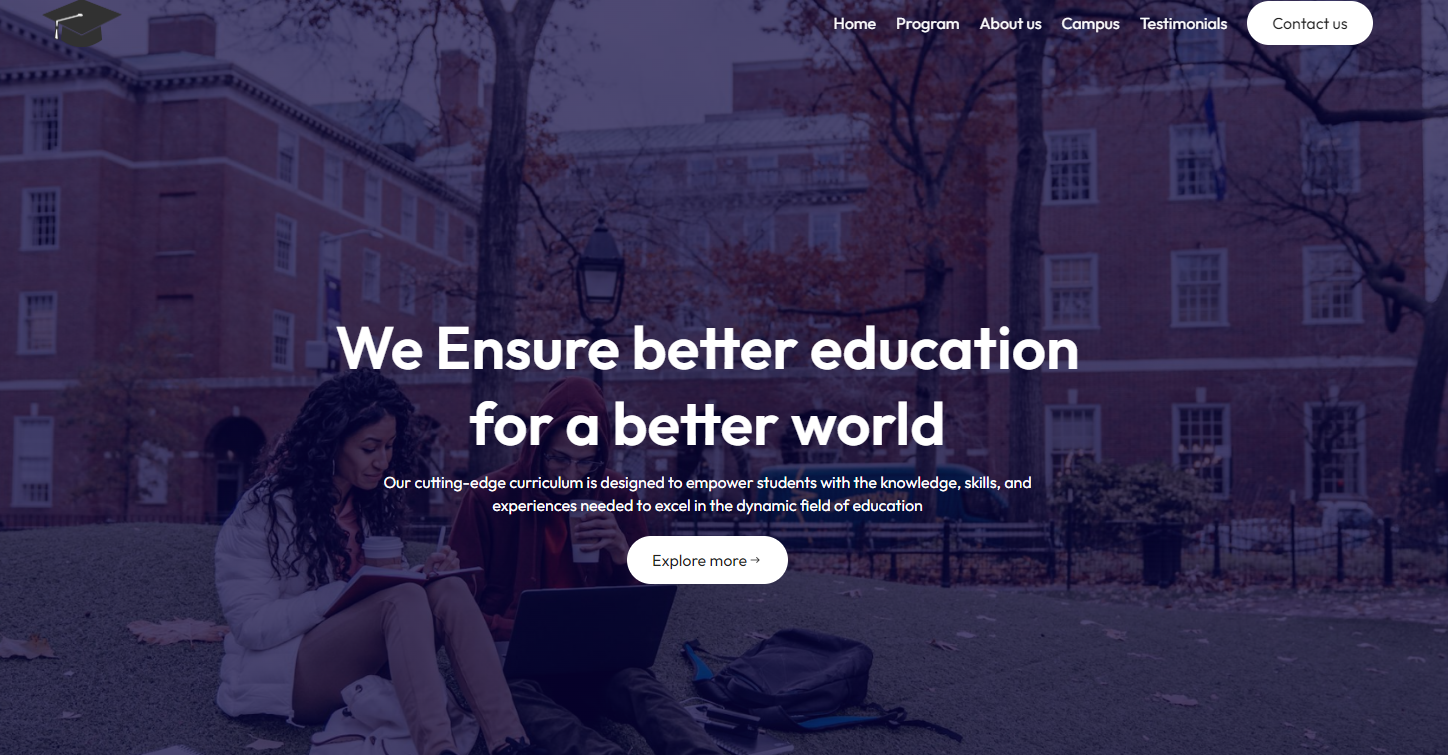 Home Program About us Campus Testimonials Contact us
We Ensure better education
for a better world
Our cutting-edge curriculum is designed to empower students with the knowledge, skills, and
experiences needed to excel in the dynamic field of education
Explore more→